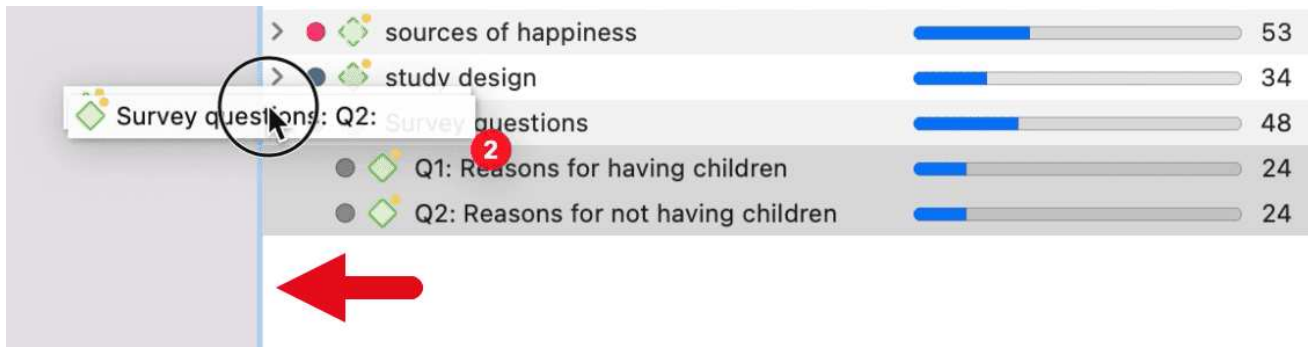 sources of happiness 53
study design 34
Survey questions: Q2:
Survey questions 48
2
Q1: Reasons for having children 24
Q2: Reasons for not having children 24